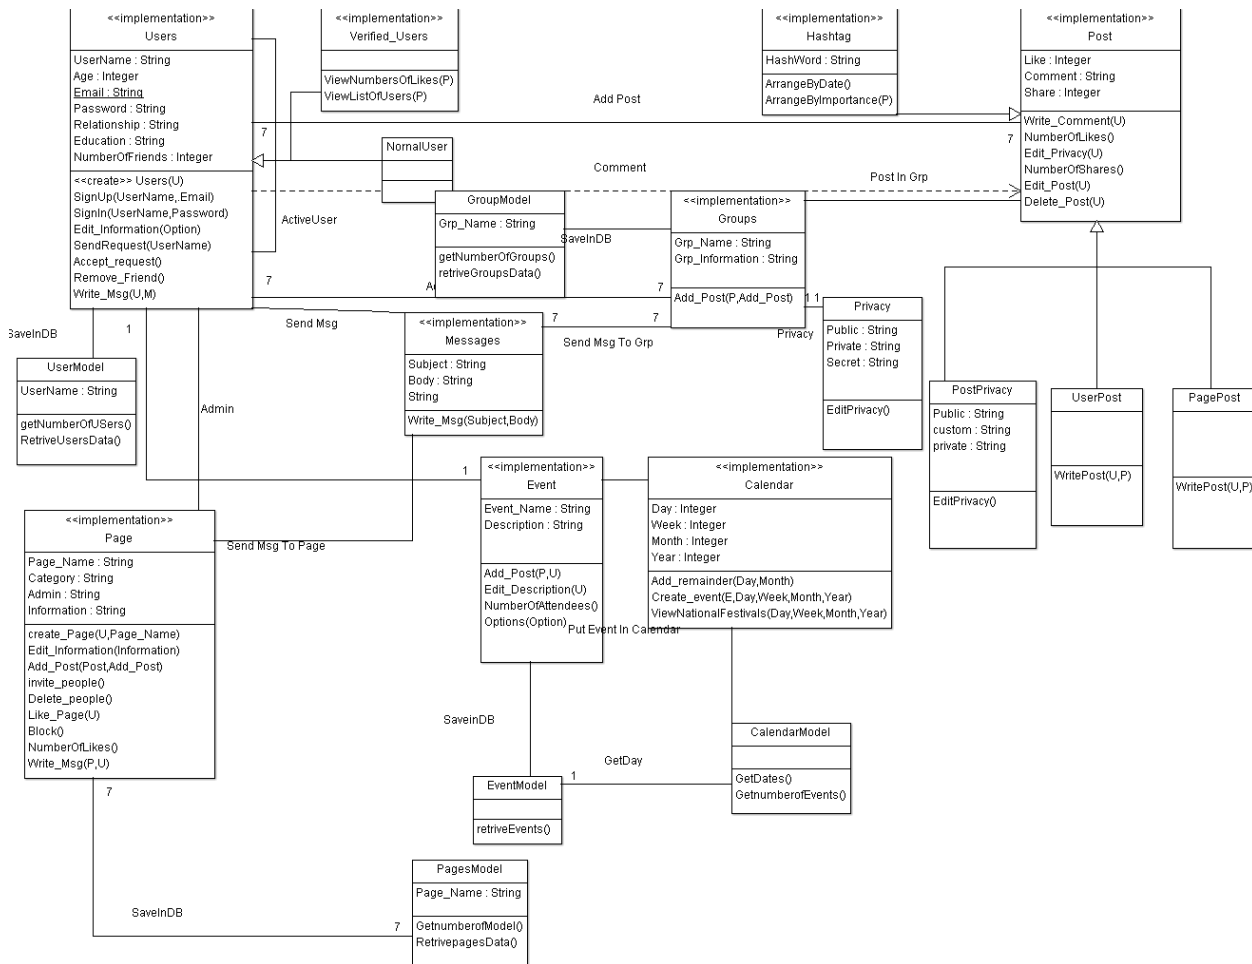 <<implementation>>
Users
UserName : String
Age : Integer
Email : String
Password : String
Relationship : String
Education : String
NumberOfFriends : Integer
<<create>> Users(U)
SignUp(UserName,.Email)
SignIn(UserName,Password)
Edit_Information(Option)
SendRequest(UserName)
Accept_request()
Remove_Friend()
Write_Msg(U,M)
<<implementation>>
Verified_Users
ViewNumbersOfLikes(P)
ViewListOfUsers(P)
<<implementation>>
Hashtag
HashWord : String
ArrangeByDate()
ArrangeByImportance(P)
<<implementation>>
Post
Like : Integer
Comment : String
Share : Integer
Write_Comment(U)
NumberOfLikes()
Edit_Privacy(U)
NumberOfShares()
Edit_Post(U)
Delete_Post(U)
Add Post
7
7
NornalUser
Comment
Post In Grp
ActiveUser
GroupModel
Grp_Name : String
getNumberOfGroups()
retriveGroupsData()
SaveInDB
<<implementation>>
Groups
Grp_Name : String
Grp_Information : String
Add_Post(P,Add_Post)
7
7
1 1
Privacy
Privacy
Public : String
Private : String
Secret : String
EditPrivacy()
SaveInDB
1
Send Msg
<<implementation>>
Messages
Subject : String
Body : String
String
Write_Msg(Subject,Body)
7
7
Send Msg To Grp
UserModel
UserName : String
getNumberOfUSers()
RetriveUsersData()
Admin
PostPrivacy
Public : String
custom : String
private : String
EditPrivacy()
UserPost
WritePost(U,P)
PagePost
WritePost(U,P)
1
<<implementation>>
Event
Event_Name : String
Description : String
Add_Post(P,U)
Edit_Description(U)
NumberOfAttendees()
Options(Option)
<<implementation>>
Calendar
Day : Integer
Week : Integer
Month : Integer
Year : Integer
Add_remainder(Day,Month)
Create_event(E,Day,Week,Month,Year)
ViewNationalFestivals(Day,Week,Month,Year)
Put Event In Calendar
<<implementation>>
Page
Page_Name : String
Category : String
Admin : String
Information : String
create_Page(U,Page_Name)
Edit_Information(Information)
Add_Post(Post,Add_Post)
invite_people()
Delete_people()
Like_Page(U)
Block()
NumberOfLikes()
Write_Msg(P,U)
Send Msg To Page
SaveinDB
CalendarModel
GetDates()
GetnumberofEvents()
GetDay
1
EventModel
retriveEvents()
7
SaveInDB
7
PagesModel
Page_Name : String
GetnumberofModel()
RetrivepagesData()